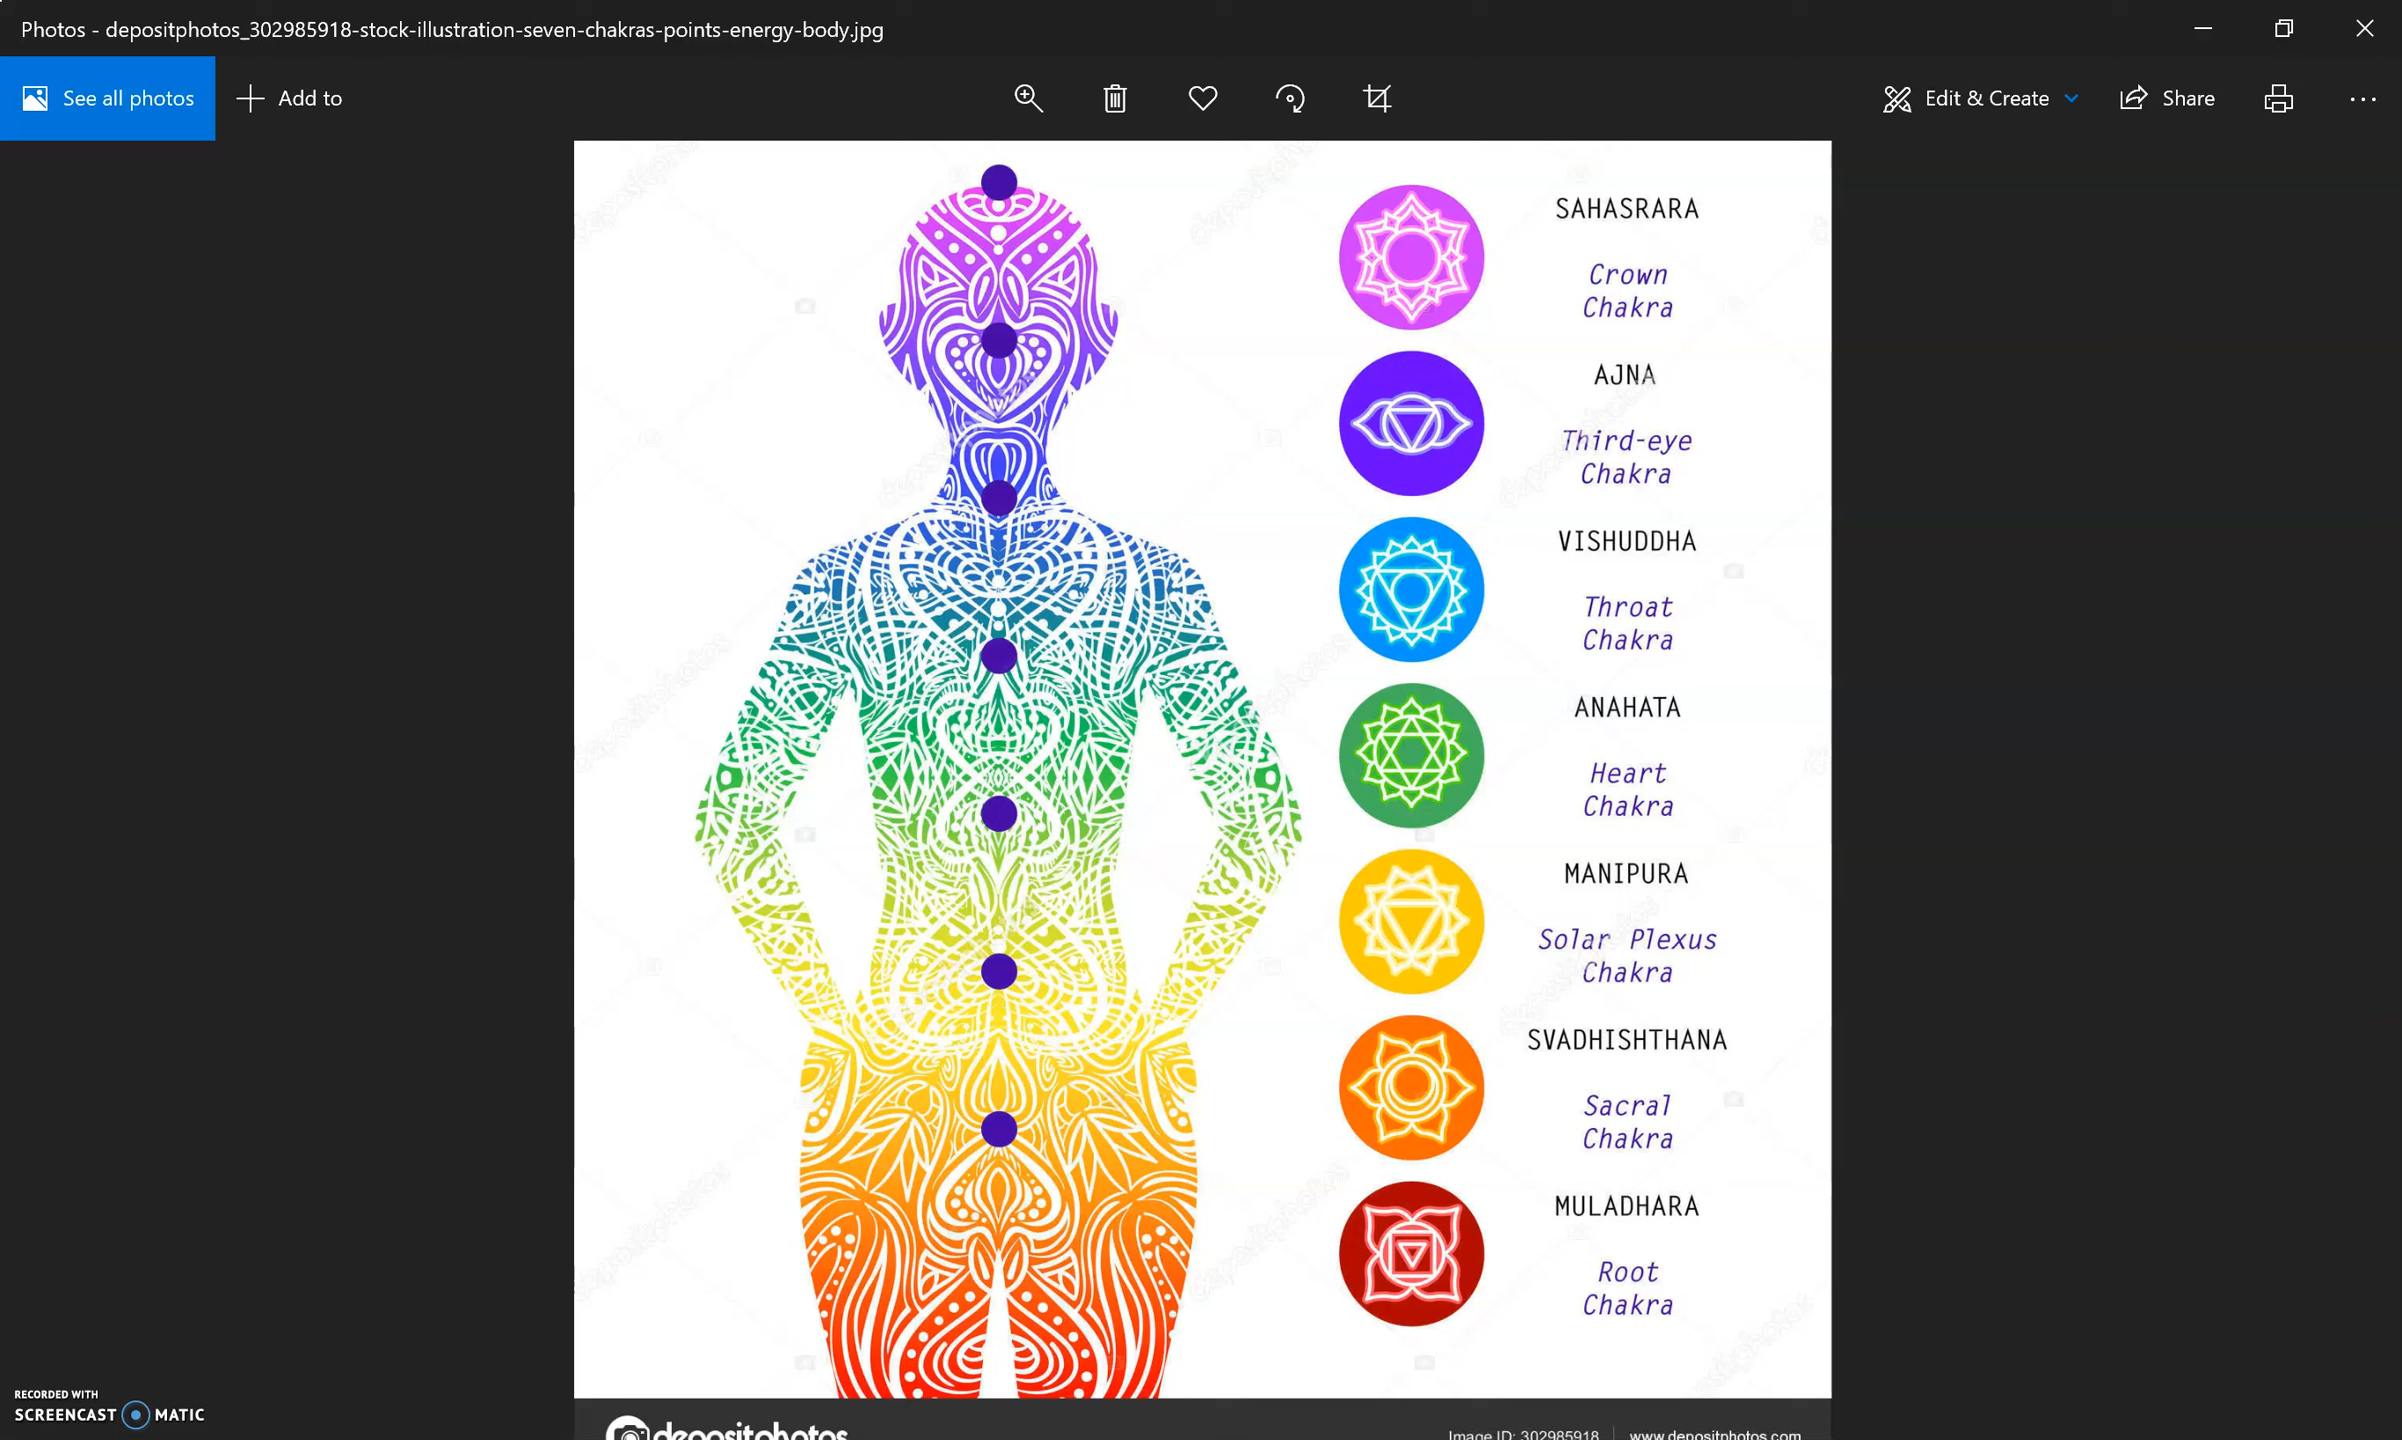 Photos - depositphotos_302985918-stock-illustration-seven-chakras-points-energy-body.jpg
See all photos
Add to
Edit & Create
Share
SAHASRARA
Crown
Chakra
AJNA
Third-eye
Chakra
VISHUDDHA
Throat
Chakra
ANAHATA
Heart
Chakra
MANIPURA
Solar Plexus
Chakra
SVADHISHTHANA
Sacral
Chakra
MULADHARA
Root
Chakra
RECORDED WITH
SCREENCAST MATIC
depositphotos
Image ID: 302985918
www.depositphotos.com